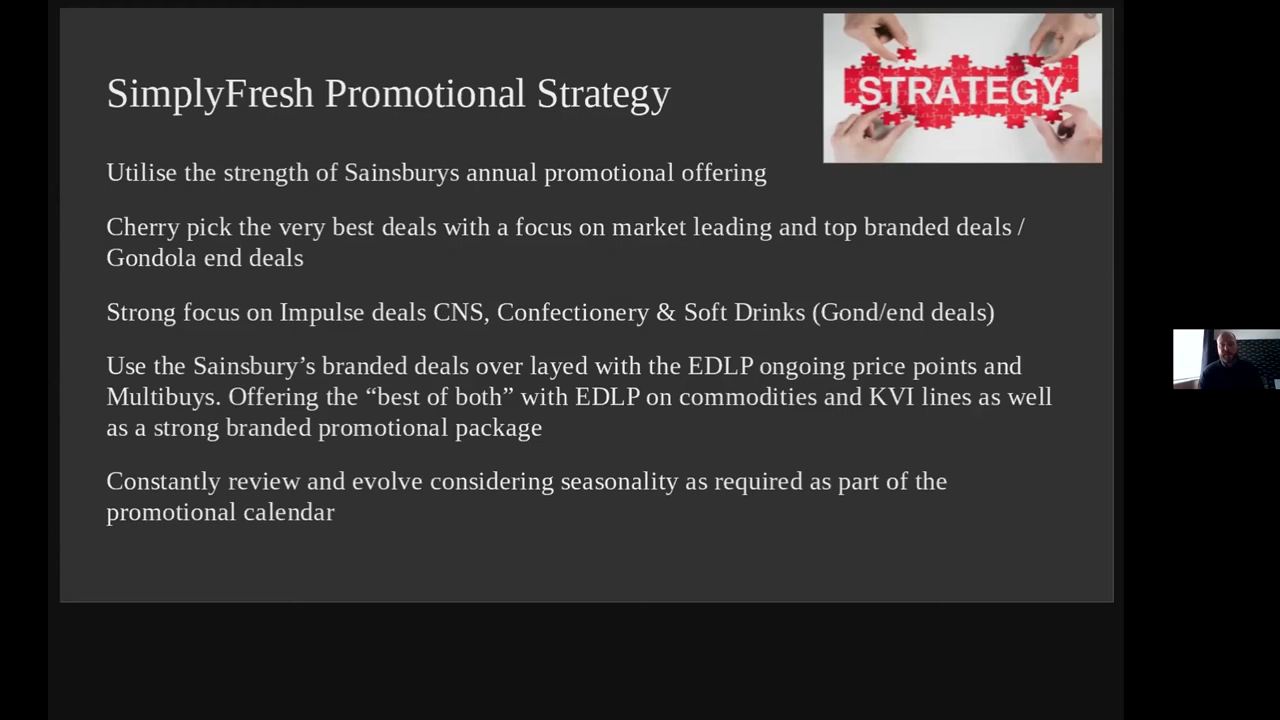 STRATEGY
SimplyFresh Promotional Strategy
Utilise the strength of Sainsburys annual promotional offering
Cherry pick the very best deals with a focus on market leading and top branded deals /
Gondola end deals
Strong focus on Impulse deals CNS, Confectionery & Soft Drinks (Gond/end deals)
Use the Sainsbury’s branded deals over layed with the EDLP ongoing price points and
Multibuys. Offering the “best of both” with EDLP on commodities and KVI lines as well
as a strong branded promotional package
Constantly review and evolve considering seasonality as required as part of the
promotional calendar